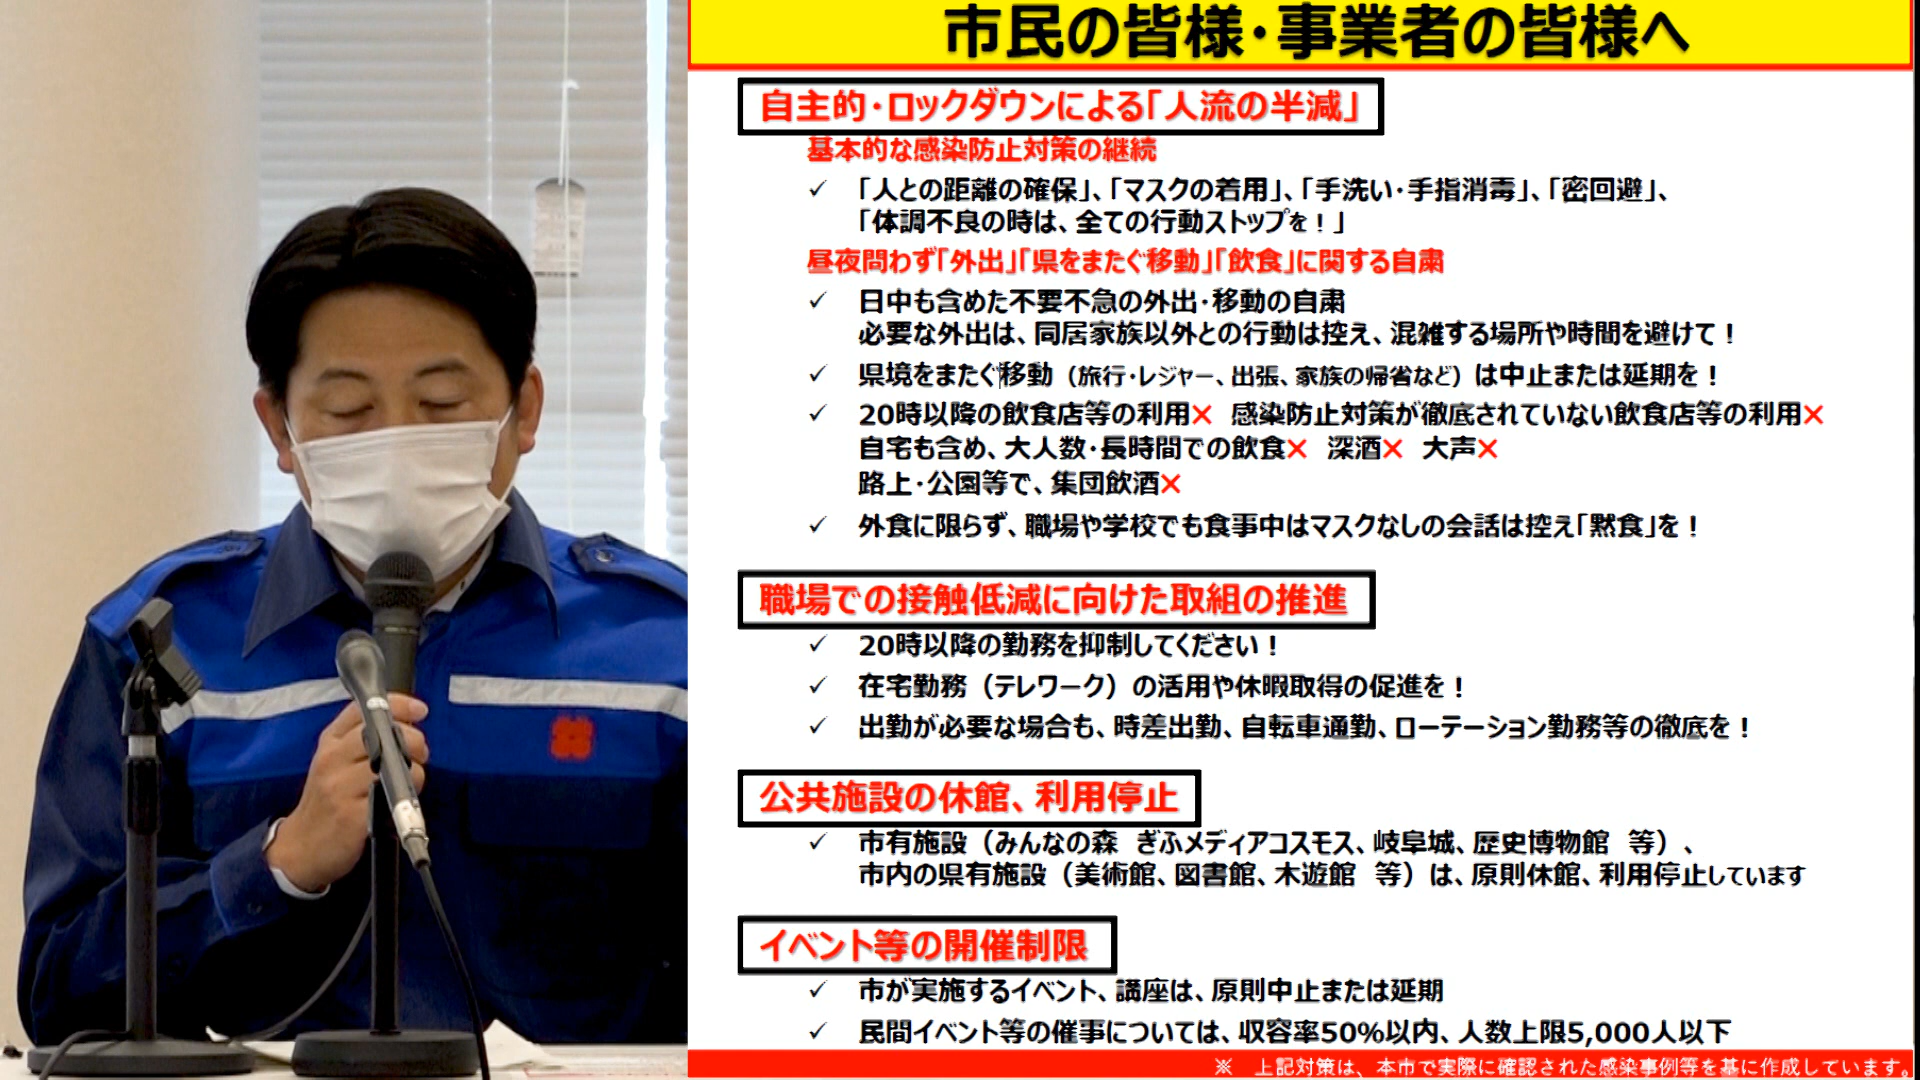 市民の皆様・事業者の皆様へ
自主的・ロックダウンによる「人流の半減」
基本的な感染防止対策の継続
✓ 「人との距離の確保」、「マスクの着用」、「手洗い・手指消毒」、「密回避」、
「体調不良の時は、全ての行動ストップを！」
昼夜問わず「外出」「県をまたぐ移動」「飲食」に関する自粛
✓ 日中も含めた不要不急の外出・移動の自粛
必要な外出は、同居家族以外との行動は控え、混雑する場所や時間を避けて！
✓ 県境をまたぐ移動（旅行・レジャー、出張、家族の帰省など）は中止または延期を！
✓ 20時以降の飲食店等の利用× 感染防止対策が徹底されていない飲食店等の利用×
自宅も含め、大人数・長時間での飲食× 深酒× 大声×
路上・公園等で、集団飲酒×
✓ 外食に限らず、職場や学校でも食事中はマスクなしの会話は控え「黙食」を！
職場での接触低減に向けた取組の推進
✓ 20時以降の勤務を抑制してください！
✓ 在宅勤務（テレワーク）の活用や休暇取得の促進を！
✓ 出勤が必要な場合も、時差出勤、自転車通勤、ローテーション勤務等の徹底を！
公共施設の休館、利用停止
✓ 市有施設（みんなの森 ぎふメディアコスモス、岐阜城、歴史博物館 等）、
市内の県有施設（美術館、図書館、木遊館 等）は、原則休館、利用停止しています
イベント等の開催制限
✓ 市が実施するイベント、講座は、原則中止または延期
✓ 民間イベント等の催事については、収容率50%以内、人数上限5,000人以下
※ 上記対策は、本市で実際に確認された感染事例等を基に作成しています。